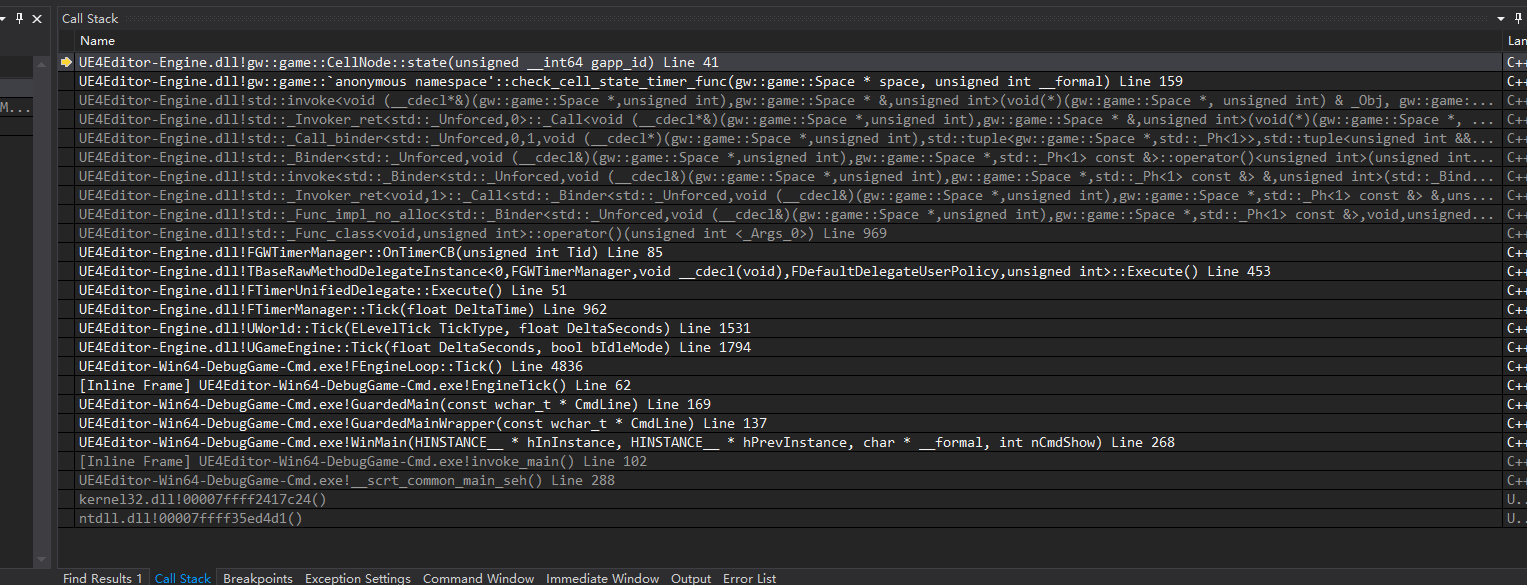 Call Stack
Name
Lan
UE4Editor-Engine.dll!gw::game::CellNode::state(unsigned __int64 gapp_id) Line 41 C++
UE4Editor-Engine.dll!gw::game::`anonymous namespace'::check_cell_state_timer_func(gw::game::Space * space, unsigned int __formal) Line 159 C++
M...
UE4Editor-Engine.dll!std::invoke<void (__cdecl*&)(gw::game::Space *,unsigned int),gw::game::Space * &,unsigned int>(void(*)(gw::game::Space *, unsigned int) & _Obj, gw::game:... C++
UE4Editor-Engine.dll!std::_Invoker_ret<std::_Unforced,0>::_Call<void (__cdecl*&)(gw::game::Space *,unsigned int),gw::game::Space * &,unsigned int>(void(*)(gw::game::Space *, ... C++
UE4Editor-Engine.dll!std::_Call_binder<std::_Unforced,0,1,void (__cdecl*)(gw::game::Space *,unsigned int),std::tuple<gw::game::Space *,std::_Ph<1>>,std::tuple<unsigned int &&... C++
UE4Editor-Engine.dll!std::_Binder<std::_Unforced,void (__cdecl&)(gw::game::Space *,unsigned int),gw::game::Space *,std::_Ph<1> const &>::operator()<unsigned int>(unsigned int... C++
UE4Editor-Engine.dll!std::invoke<std::_Binder<std::_Unforced,void (__cdecl&)(gw::game::Space *,unsigned int),gw::game::Space *,std::_Ph<1> const &> &,unsigned int>(std::_Bind... C++
UE4Editor-Engine.dll!std::_Invoker_ret<void,1>::_Call<std::_Binder<std::_Unforced,void (__cdecl&)(gw::game::Space *,unsigned int),gw::game::Space *,std::_Ph<1> const &> &,uns... C++
UE4Editor-Engine.dll!std::_Func_impl_no_alloc<std::_Binder<std::_Unforced,void (__cdecl&)(gw::game::Space *,unsigned int),gw::game::Space *,std::_Ph<1> const &>,void,unsigned... C++
UE4Editor-Engine.dll!std::_Func_class<void,unsigned int>::operator()(unsigned int <_Args_0>) Line 969 C++
UE4Editor-Engine.dll!FGWTimerManager::OnTimerCB(unsigned int Tid) Line 85 C++
UE4Editor-Engine.dll!TBaseRawMethodDelegateInstance<0,FGWTimerManager,void __cdecl(void),FDefaultDelegateUserPolicy,unsigned int>::Execute() Line 453 C++
UE4Editor-Engine.dll!FTimerUnifiedDelegate::Execute() Line 51 C++
UE4Editor-Engine.dll!FTimerManager::Tick(float DeltaTime) Line 962 C++
UE4Editor-Engine.dll!UWorld::Tick(ELevelTick TickType, float DeltaSeconds) Line 1531 C++
UE4Editor-Engine.dll!UGameEngine::Tick(float DeltaSeconds, bool bIdleMode) Line 1794 C++
UE4Editor-Win64-DebugGame-Cmd.exe!FEngineLoop::Tick() Line 4836 C++
[Inline Frame] UE4Editor-Win64-DebugGame-Cmd.exe!EngineTick() Line 62 C++
UE4Editor-Win64-DebugGame-Cmd.exe!GuardedMain(const wchar_t * CmdLine) Line 169 C++
UE4Editor-Win64-DebugGame-Cmd.exe!GuardedMainWrapper(const wchar_t * CmdLine) Line 137 C++
UE4Editor-Win64-DebugGame-Cmd.exe!WinMain(HINSTANCE__ * hInInstance, HINSTANCE__ * hPrevInstance, char * __formal, int nCmdShow) Line 268 C++
[Inline Frame] UE4Editor-Win64-DebugGame-Cmd.exe!invoke_main() Line 102 C++
UE4Editor-Win64-DebugGame-Cmd.exe!__scrt_common_main_seh() Line 288 C++
kernel32.dll!00007ffff2417c24() U..
ntdll.dll!00007ffff35ed4d1() U..
Find Results 1 Call Stack Breakpoints Exception Settings Command Window Immediate Window Output Error List